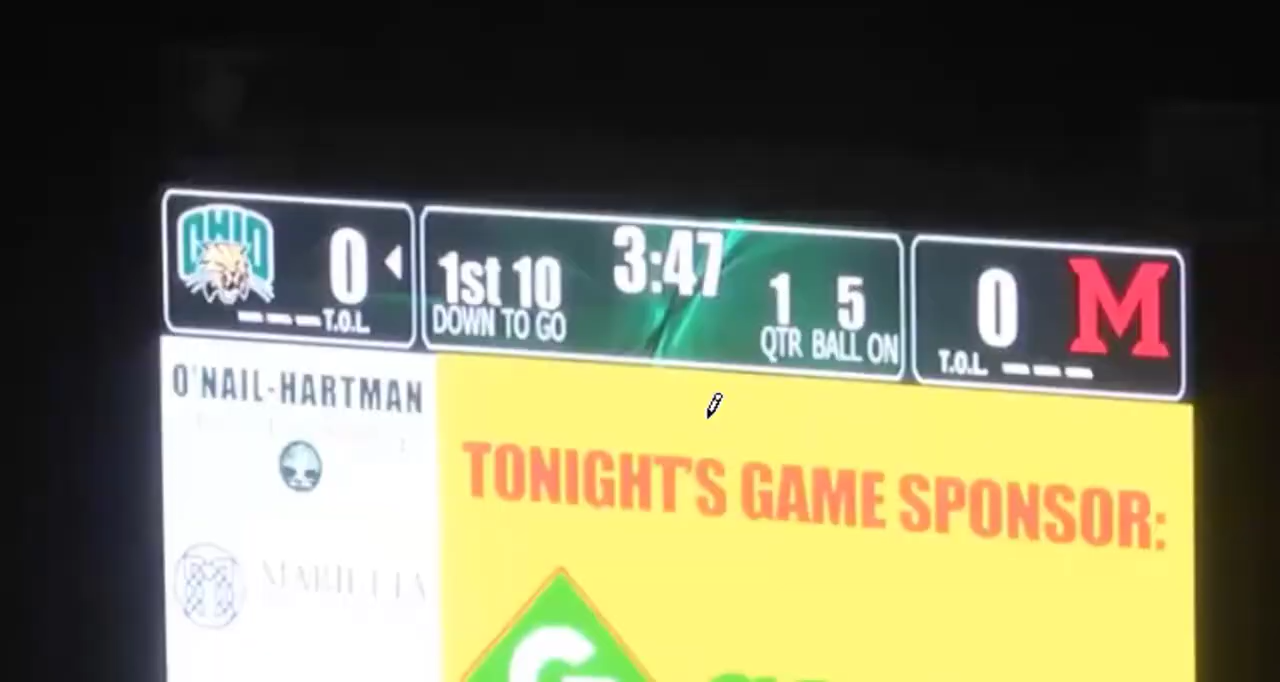 OHIO
0
T.O.L.
1st 10
DOWN TO GO
3:47
1 5
QTR BALL ON
0
T.O.L.
M
O'NAIL-HARTMAN
MARIETTA
TONIGHT'S GAME SPONSOR:
G